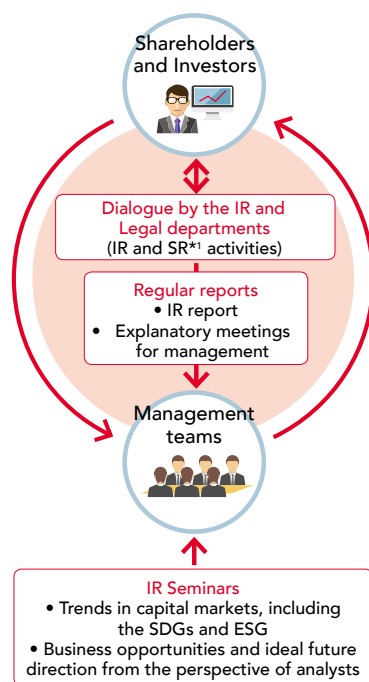 Shareholders
and Investors
Dialogue by the IR and
Legal departments
(IR and SR*1 activities)
Regular reports
• IR report
• Explanatory meetings
for management
Management
teams
IR Seminars
• Trends in capital markets, including
the SDGs and ESG
• Business opportunities and ideal future
direction from the perspective of analysts